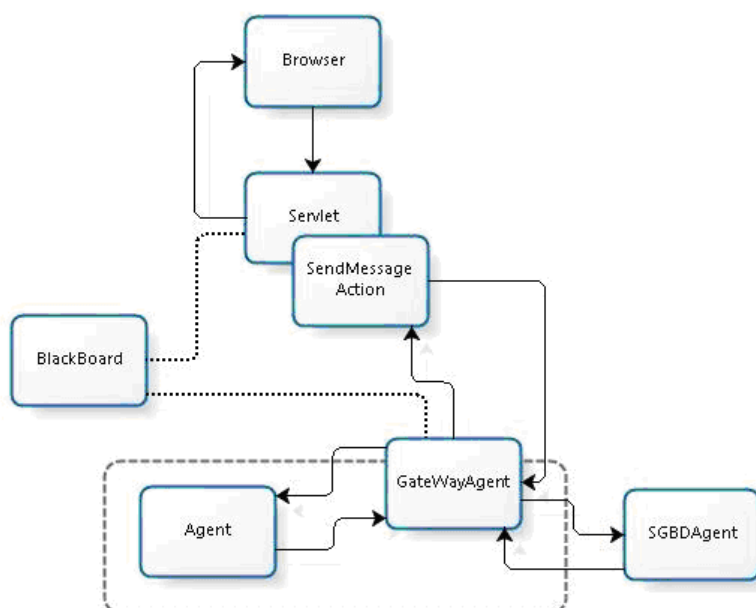 Browser
Servlet
SendMessage
Action
BlackBoard
GateWayAgent
Agent
SGBDAgent